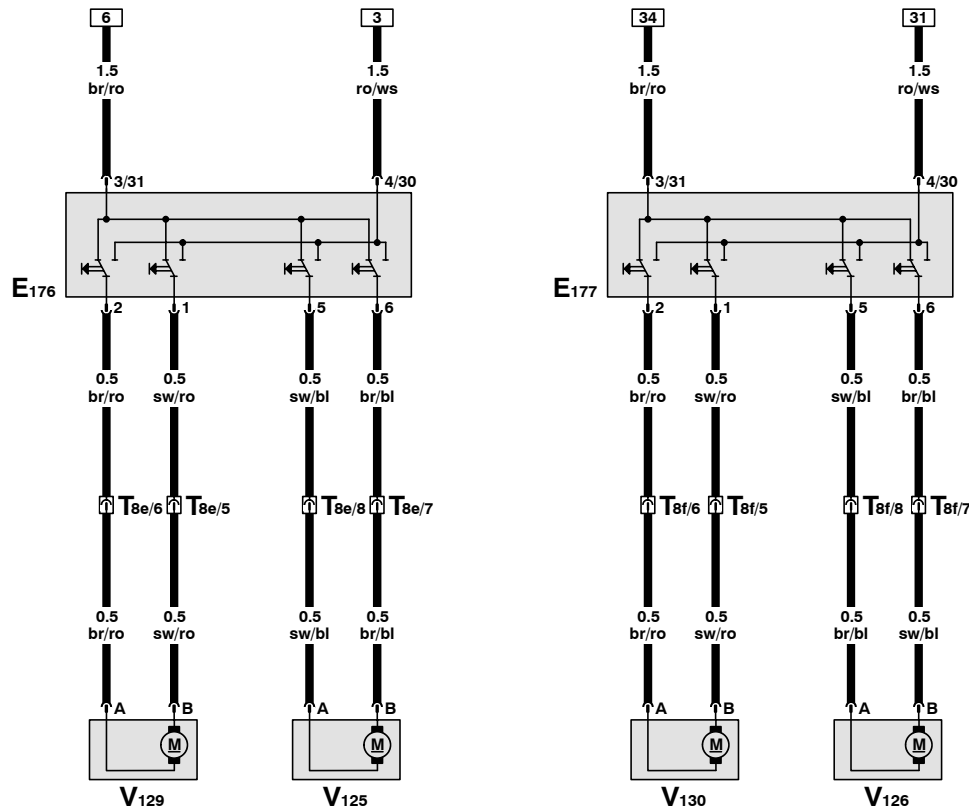 6 3 34 31
1.5 1.5 1.5 1.5
br/ro ro/ws br/ro ro/ws
3/31 4/30 3/31 4/30
E176 E177
2 1 5 6 2 1 5 6
0.5 0.5 0.5 0.5 0.5 0.5 0.5 0.5
br/ro sw/ro sw/bl br/bl br/ro sw/ro sw/bl br/bl
T8e/6 T8e/5 T8e/8 T8e/7 T8f/6 T8f/5 T8f/8 T8f/7
0.5 0.5 0.5 0.5 0.5 0.5 0.5 0.5
br/ro sw/ro sw/bl br/bl br/ro sw/ro br/bl sw/bl
A B A B A B A B
M M M M
V129 V125 V130 V126